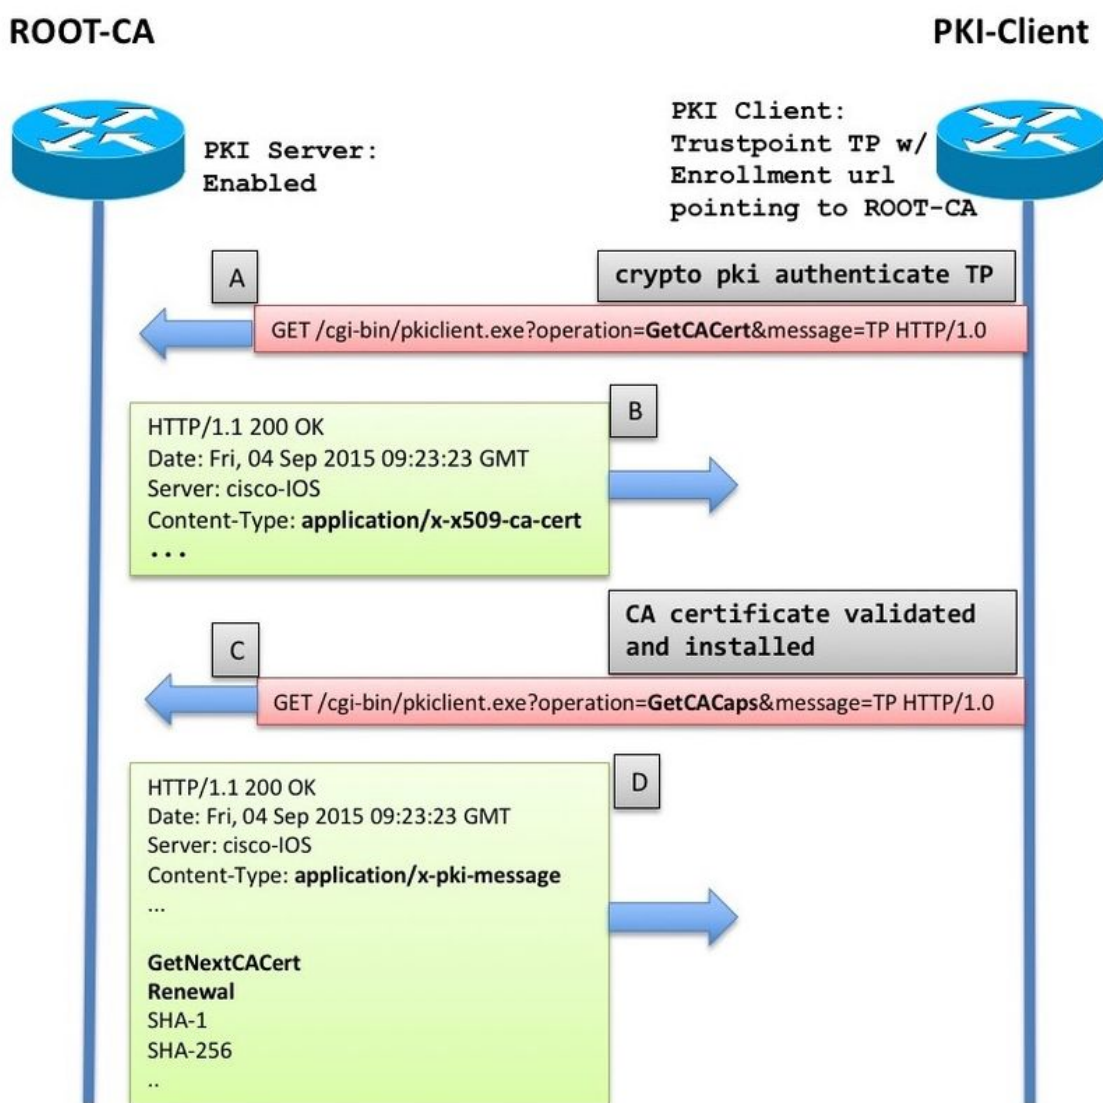 ROOT-CA
PKI-Client
PKI Server:
Enabled
PKI Client:
Trustpoint TP w/
Enrollment url
pointing to ROOT-CA
A
crypto pki authenticate TP
GET /cgi-bin/pkiclient.exe?operation=GetCACert&message=TP HTTP/1.0
B
HTTP/1.1 200 OK
Date: Fri, 04 Sep 2015 09:23:23 GMT
Server: cisco-IOS
Content-Type: application/x-x509-ca-cert
...
CA certificate validated
and installed
C
GET /cgi-bin/pkiclient.exe?operation=GetCACaps&message=TP HTTP/1.0
D
HTTP/1.1 200 OK
Date: Fri, 04 Sep 2015 09:23:23 GMT
Server: cisco-IOS
Content-Type: application/x-pki-message
...
GetNextCACert
Renewal
SHA-1
SHA-256
..